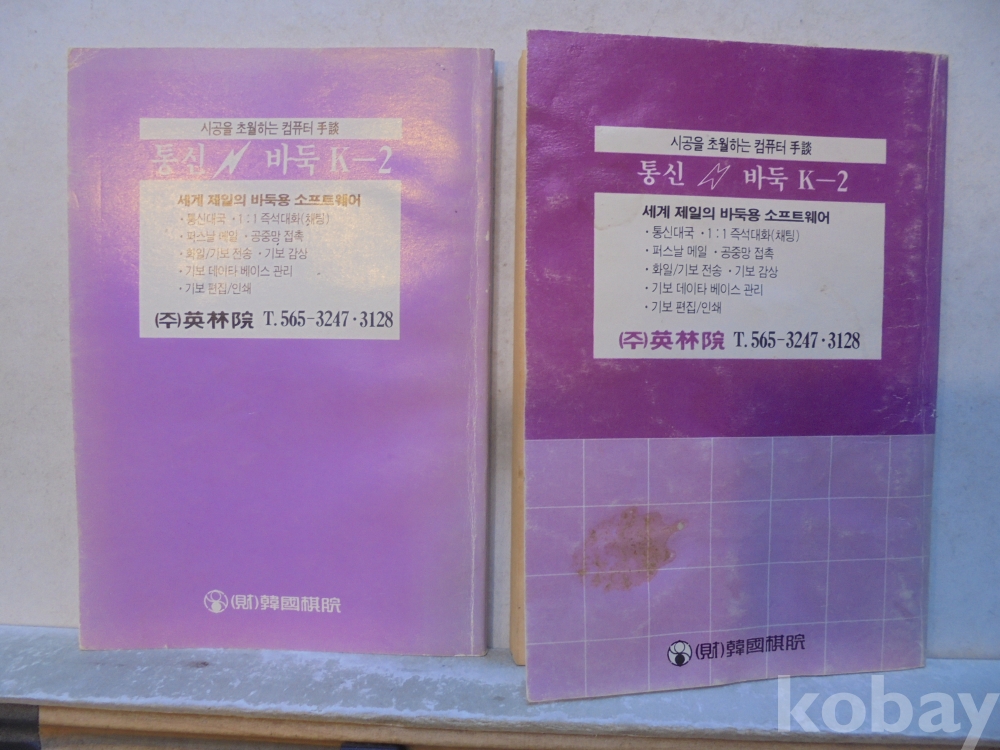 시공을 초월하는 컴퓨터 手談
통신 바둑 K-2
세계 제일의 바둑용 소프트웨어
· 통신대국 · 1 : 1 즉석대화(채팅)
· 퍼스날 메일 · 공중망 접촉
· 화일/기보 전송 · 기보 감상
· 기보 데이타 베이스 관리
· 기보 편집/인쇄
(주)英林院 T. 565-3247·3128
(財)韓國棋院
시공을 초월하는 컴퓨터 手談
통신 바둑 K-2
세계 제일의 바둑용 소프트웨어
· 통신대국 · 1 : 1 즉석대화(채팅)
· 퍼스날 메일 · 공중망 접촉
· 화일/기보 전송 · 기보 감상
· 기보 데이타 베이스 관리
· 기보 편집/인쇄
(주)英林院 T. 565-3247·3128
(財)韓國棋院
kobay